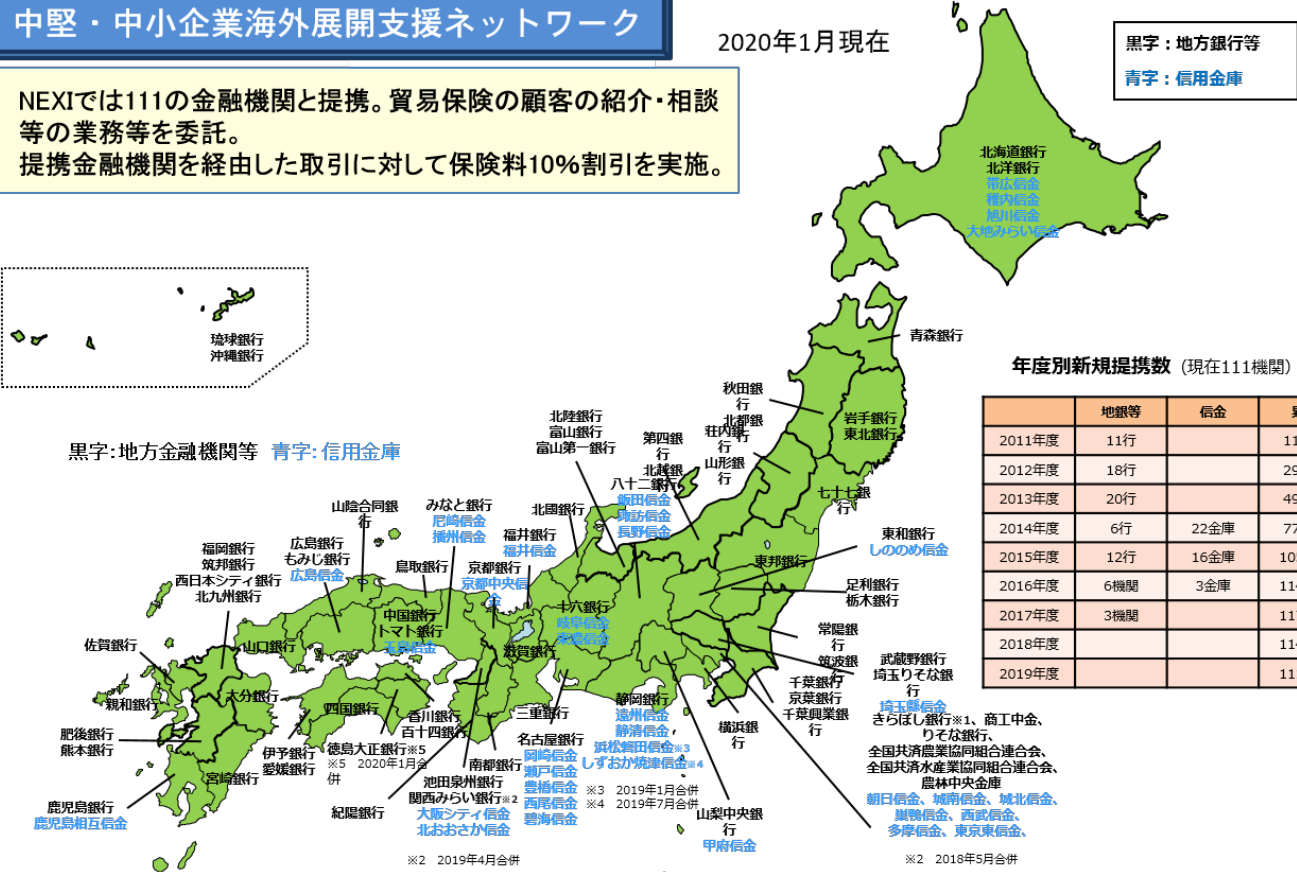 中堅・中小企業海外展開支援ネットワーク
2020年1月現在
黒字：地方銀行等
青字：信用金庫
NEXIでは111の金融機関と提携。貿易保険の顧客の紹介・相談
等の業務等を委託。
提携金融機関を経由した取引に対して保険料10％割引を実施。
北海道銀行
北洋銀行
帯広信金
稚内信金
旭川信金
大地みらい信金
琉球銀行
沖縄銀行
青森銀行
秋田銀
行
北都銀
行
岩手銀行
東北銀行
荘内銀
行
山形銀
行
七十七銀
行
東邦銀行
年度別新規提携数（現在111機関）
地銀等
信金
2011年度 11行
2012年度 18行
2013年度 20行
2014年度 6行 22金庫
2015年度 12行 16金庫
2016年度 6機関 3金庫
2017年度 3機関
2018年度
2019年度
黒字：地方金融機関等 青字：信用金庫
北陸銀行
富山銀行
富山第一銀行
第四銀
行
北越銀
行
八十二銀行
飯田信金
諏訪信金
長野信金
北國銀行
山陰合同銀
行
みなと銀行
尼崎信金
播州信金
福井銀行
福井信金
広島銀行
もみじ銀行
広島信金
鳥取銀行
京都銀行
京都中央信
金
福岡銀行
筑邦銀行
西日本シティ銀行
北九州銀行
中国銀行
トマト銀行
玉島信金
十六銀行
岐阜信金
東濃信金
滋賀銀行
東和銀行
しののめ信金
足利銀行
栃木銀行
常陽銀
行
筑波銀
行
千葉銀行
京葉銀行
千葉興業銀
行
武蔵野銀行
埼玉りそな銀
行
埼玉縣信金
佐賀銀行
山口銀行
親和銀行
大分銀行
四国銀行
肥後銀行
熊本銀行
宮崎銀行
鹿児島銀行
鹿児島相互信金
伊予銀行
愛媛銀行
香川銀行
百十四銀行
徳島大正銀行※5
※5 2020年1月合
併
三重銀行
南都銀行
紀陽銀行
池田泉州銀行
関西みらい銀行※2
大阪シティ信金
北おおさか信金
※2 2019年4月合併
名古屋銀行
岡崎信金
瀬戸信金
豊橋信金
西尾信金
碧海信金
静岡銀行
遠州信金
静清信金
浜松磐田信金※3
しずおか焼津信金※4
※3 2019年1月合併
※4 2019年7月合併
横浜銀
行
山梨中央銀
行
甲府信金
きらぼし銀行※1、商工中金、
りそな銀行、
全国共済農業協同組合連合会、
全国共済水産業協同組合連合会、
農林中央金庫
朝日信金、城南信金、城北信金、
巣鴨信金、西武信金、
多摩信金、東京東信金、
※2 2018年5月合併